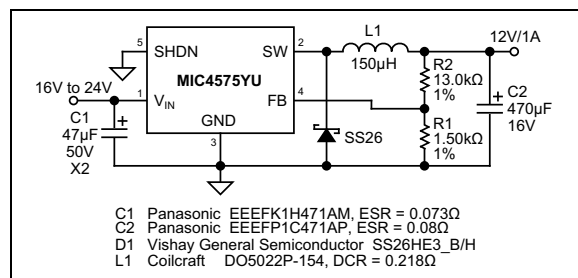 5
SHDN
SW
2
L1
150µH
12V/1A
MIC4575YU
16V to 24V
1
VIN
FB
4
GND
3
C1
47µF
50V
X2
SS26
R2
13.0kΩ
1%
R1
1.50kΩ
1%
C2
470µF
16V
+
+
C1 Panasonic EEEFK1H471AM, ESR = 0.073Ω
C2 Panasonic EEEFP1C471AP, ESR = 0.08Ω
D1 Vishay General Semiconductor SS26HE3_B/H
L1 Coilcraft DO5022P-154, DCR = 0.218Ω